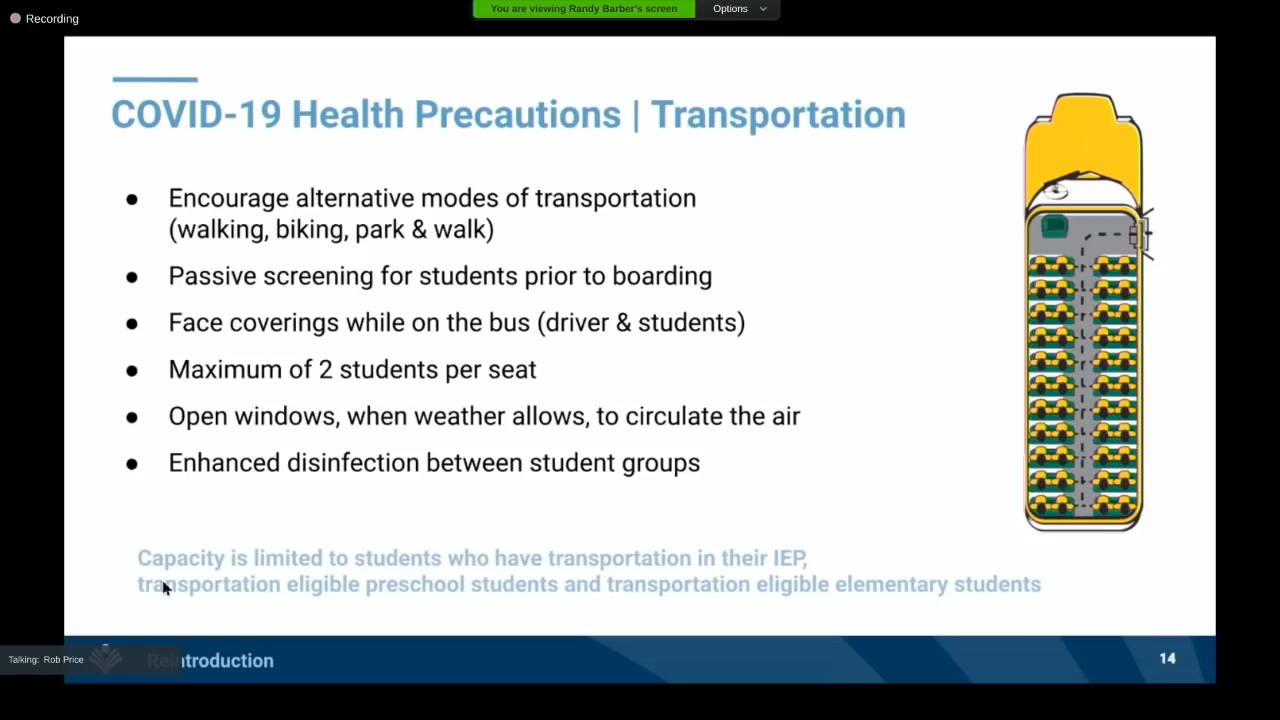 Recording
You are viewing Randy Barber's screen
Options
COVID-19 Health Precautions | Transportation
● Encourage alternative modes of transportation
(walking, biking, park & walk)
● Passive screening for students prior to boarding
● Face coverings while on the bus (driver & students)
● Maximum of 2 students per seat
● Open windows, when weather allows, to circulate the air
● Enhanced disinfection between student groups
Capacity is limited to students who have transportation in their IEP,
transportation eligible preschool students and transportation eligible elementary students
Talking: Rob Price
Reintroduction
14